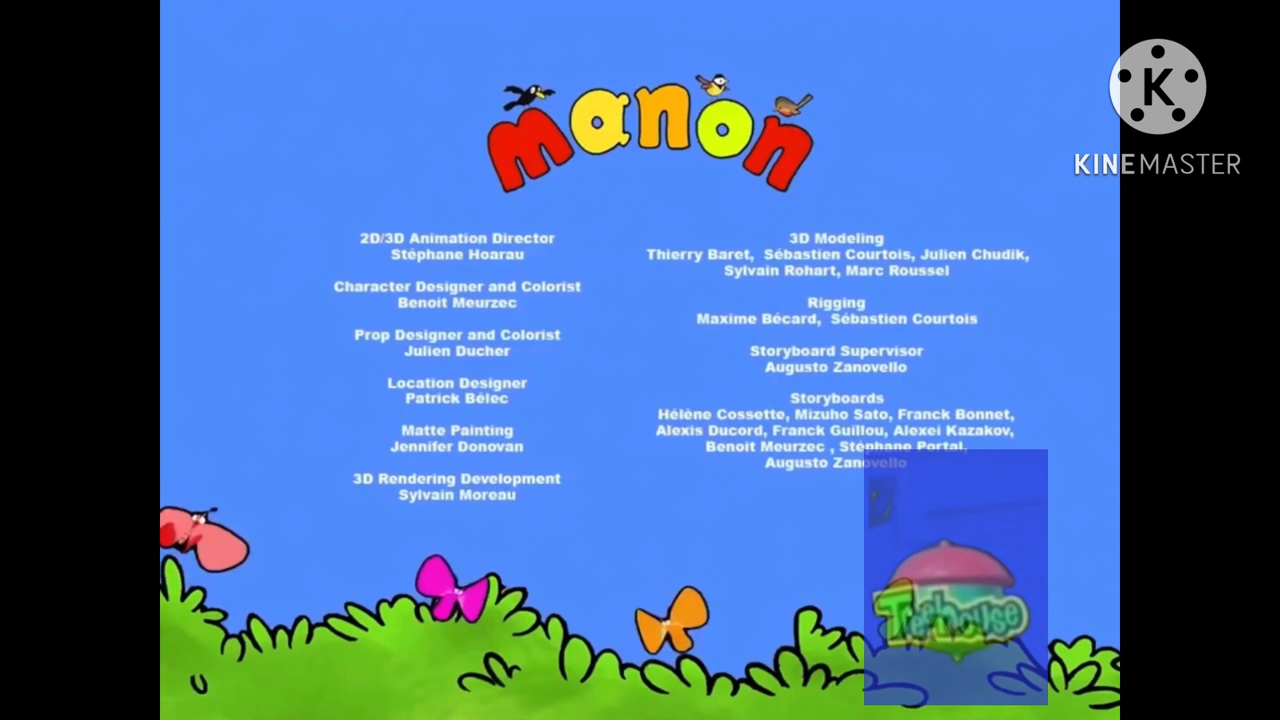 manon
2D/3D Animation Director
Stéphane Hoarau
Character Designer and Colorist
Benoit Meurzec
Prop Designer and Colorist
Julien Ducher
Location Designer
Patrick Bélec
Matte Painting
Jennifer Donovan
3D Rendering Development
Sylvain Moreau
3D Modeling
Thierry Baret, Sébastien Courtois, Julien Chudik,
Sylvain Rohart, Marc Roussel
Rigging
Maxime Bécard, Sébastien Courtois
Storyboard Supervisor
Augusto Zanovello
Storyboards
Hélène Cossette, Mizuho Sato, Franck Bonnet,
Alexis Ducord, Franck Guillou, Alexei Kazakov,
Benoit Meurzec , Stéphane Portal,
Augusto Zanovello
Treehouse
K
KINEMASTER